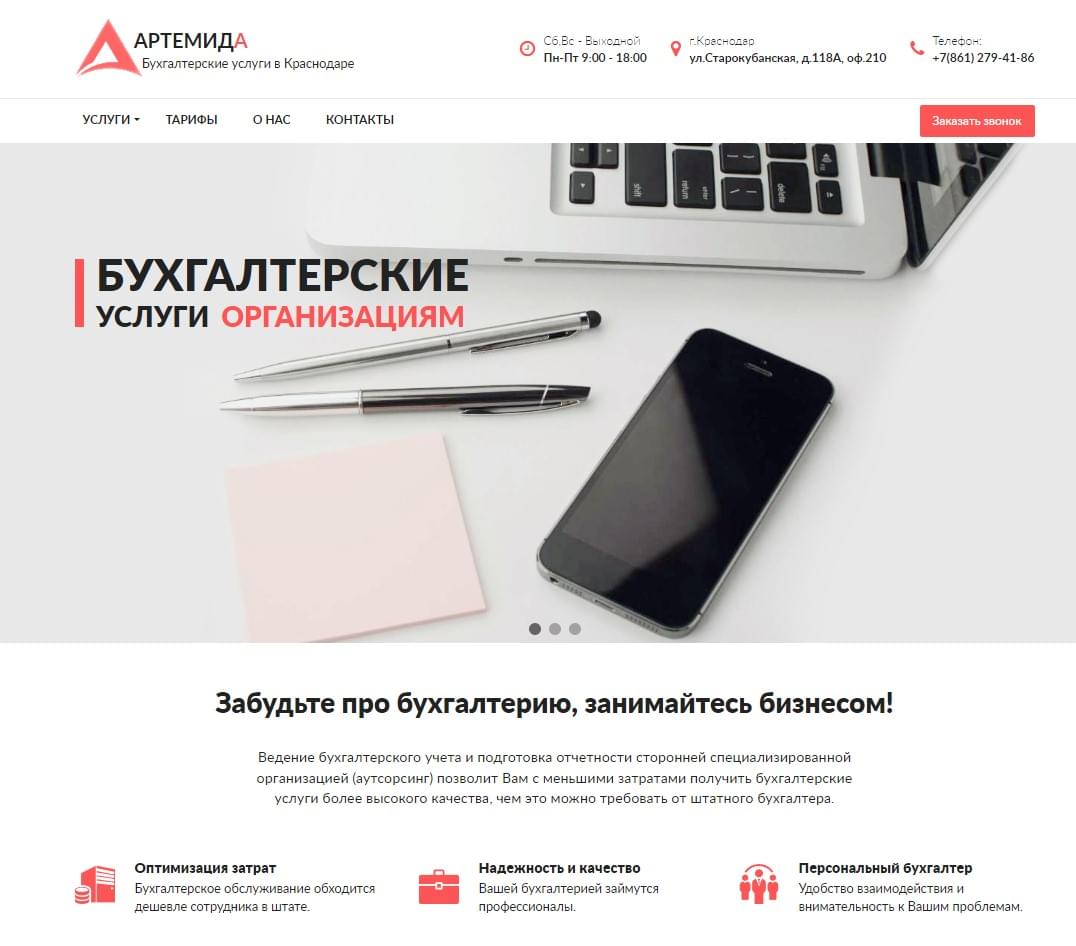 АРТЕМИДА
Бухгалтерские услуги в Краснодаре
Сб,Вс - Выходной
Пн-Пт 9:00 - 18:00
г.Краснодар
ул.Старокубанская, д.118А, оф.210
Телефон:
+7(861) 279-41-86
УСЛУГИ
ТАРИФЫ
О НАС
КОНТАКТЫ
Заказать звонок
shift
return
enter
delete
БУХГАЛТЕРСКИЕ
УСЛУГИ ОРГАНИЗАЦИЯМ
Забудьте про бухгалтерию, занимайтесь бизнесом!
Ведение бухгалтерского учета и подготовка отчетности сторонней специализированной
организацией (аутсорсинг) позволит Вам с меньшими затратами получить бухгалтерские
услуги более высокого качества, чем это можно требовать от штатного бухгалтера.
Оптимизация затрат
Бухгалтерское обслуживание обходится
дешевле сотрудника в штате.
Надежность и качество
Вашей бухгалтерией займутся
профессионалы.
Персональный бухгалтер
Удобство взаимодействия и
внимательность к Вашим проблемам.